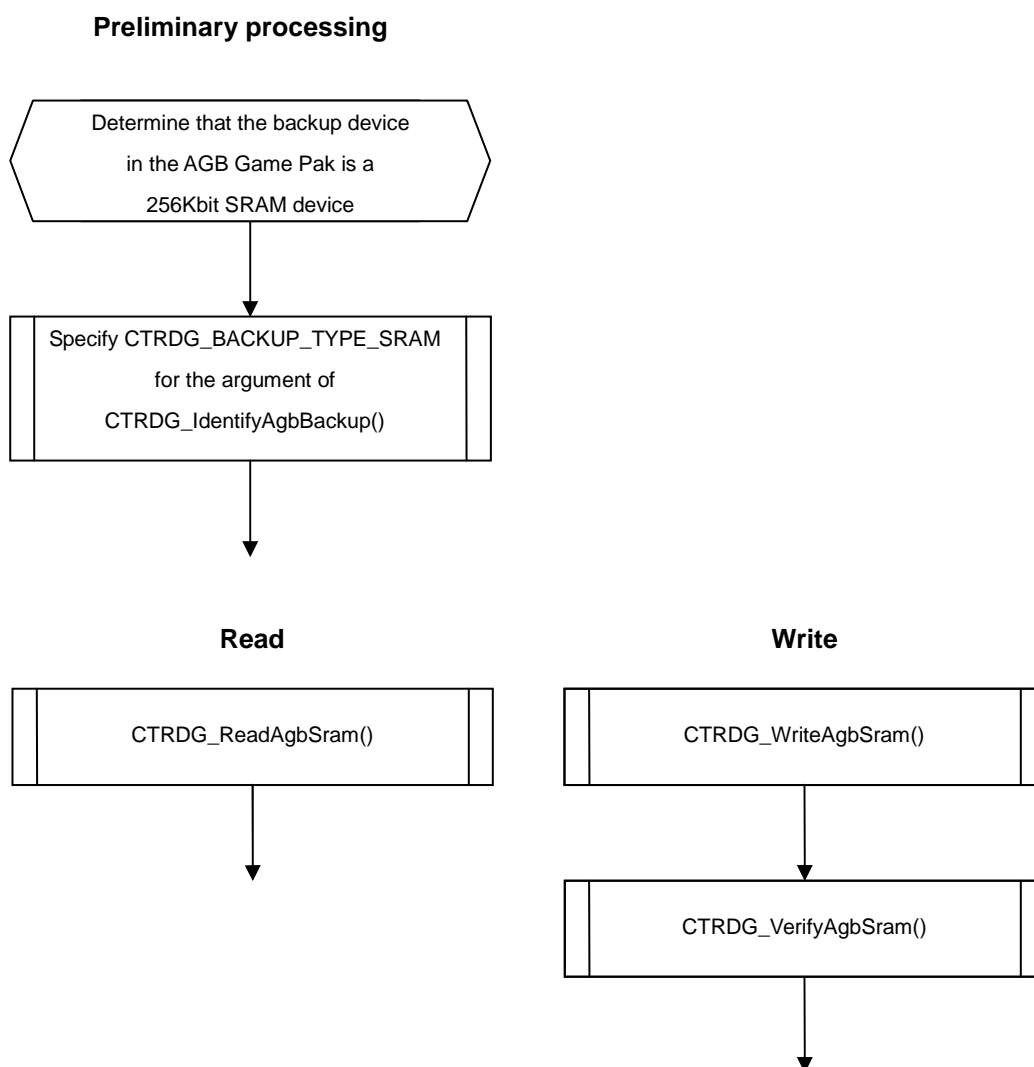 Preliminary processing
Determine that the backup device
in the AGB Game Pak is a
256Kbit SRAM device
Specify CTRDG_BACKUP_TYPE_SRAM
for the argument of
CTRDG_IdentifyAgbBackup()
Read
Write
CTRDG_ReadAgbSram()
CTRDG_WriteAgbSram()
CTRDG_VerifyAgbSram()